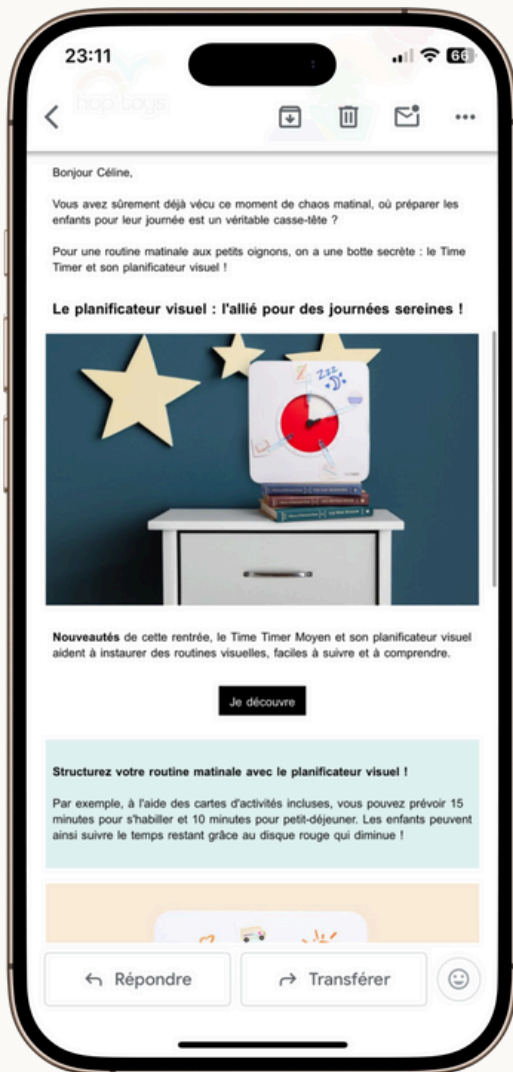 23:11
66
hop'toys
Bonjour Céline,
Vous avez sûrement déjà vécu ce moment de chaos matinal, où préparer les
enfants pour leur journée est un véritable casse-tête ?
Pour une routine matinale aux petits oignons, on a une botte secrète : le Time
Timer et son planificateur visuel !
Le planificateur visuel : l'allié pour des journées sereines !
Zzz
Nouveautés de cette rentrée, le Time Timer Moyen et son planificateur visuel
aident à instaurer des routines visuelles, faciles à suivre et à comprendre.
Je découvre
Structurez votre routine matinale avec le planificateur visuel !
Par exemple, à l'aide des cartes d'activités incluses, vous pouvez prévoir 15
minutes pour s'habiller et 10 minutes pour petit-déjeuner. Les enfants peuvent
ainsi suivre le temps restant grâce au disque rouge qui diminue !
Répondre
Transférer